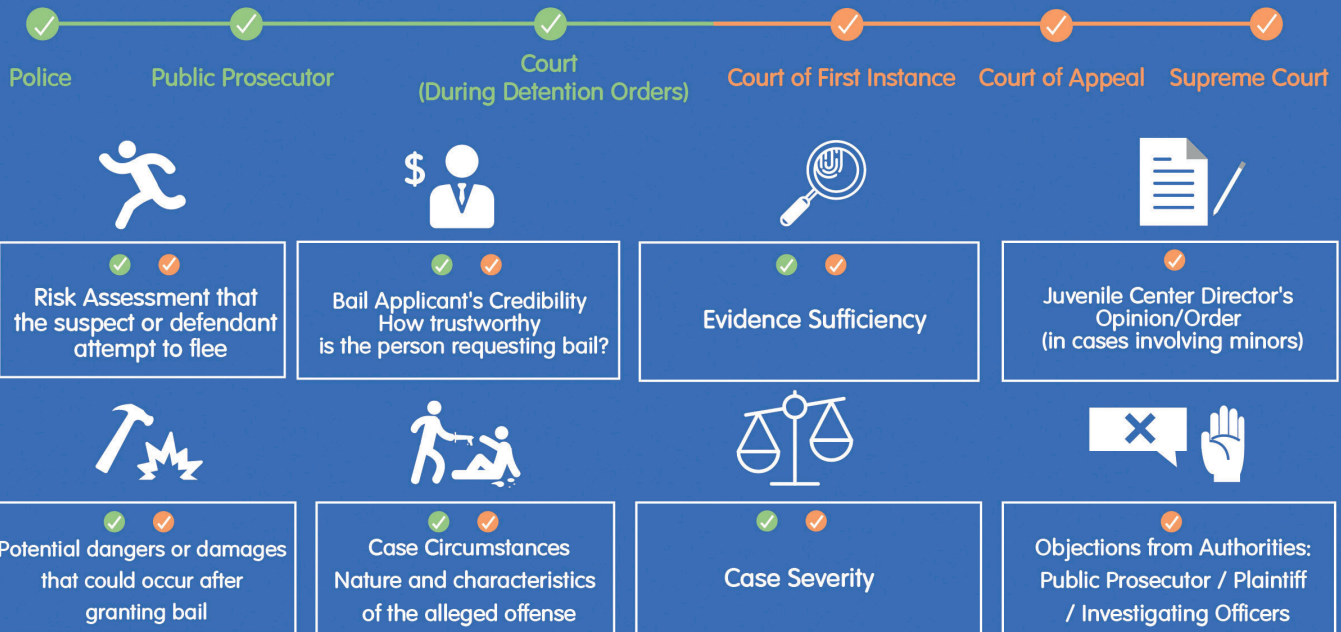 Police
Public Prosecutor
Court
(During Detention Orders)
Court of First Instance
Court of Appeal
Supreme Court
$
Risk Assessment that
the suspect or defendant
attempt to flee
Bail Applicant's Credibility
How trustworthy
is the person requesting bail?
Evidence Sufficiency
Juvenile Center Director's
Opinion/Order
(in cases involving minors)
Potential dangers or damages
that could occur after
granting bail
Case Circumstances
Nature and characteristics
of the alleged offense
Case Severity
Objections from Authorities:
Public Prosecutor / Plaintiff
/ Investigating Officers